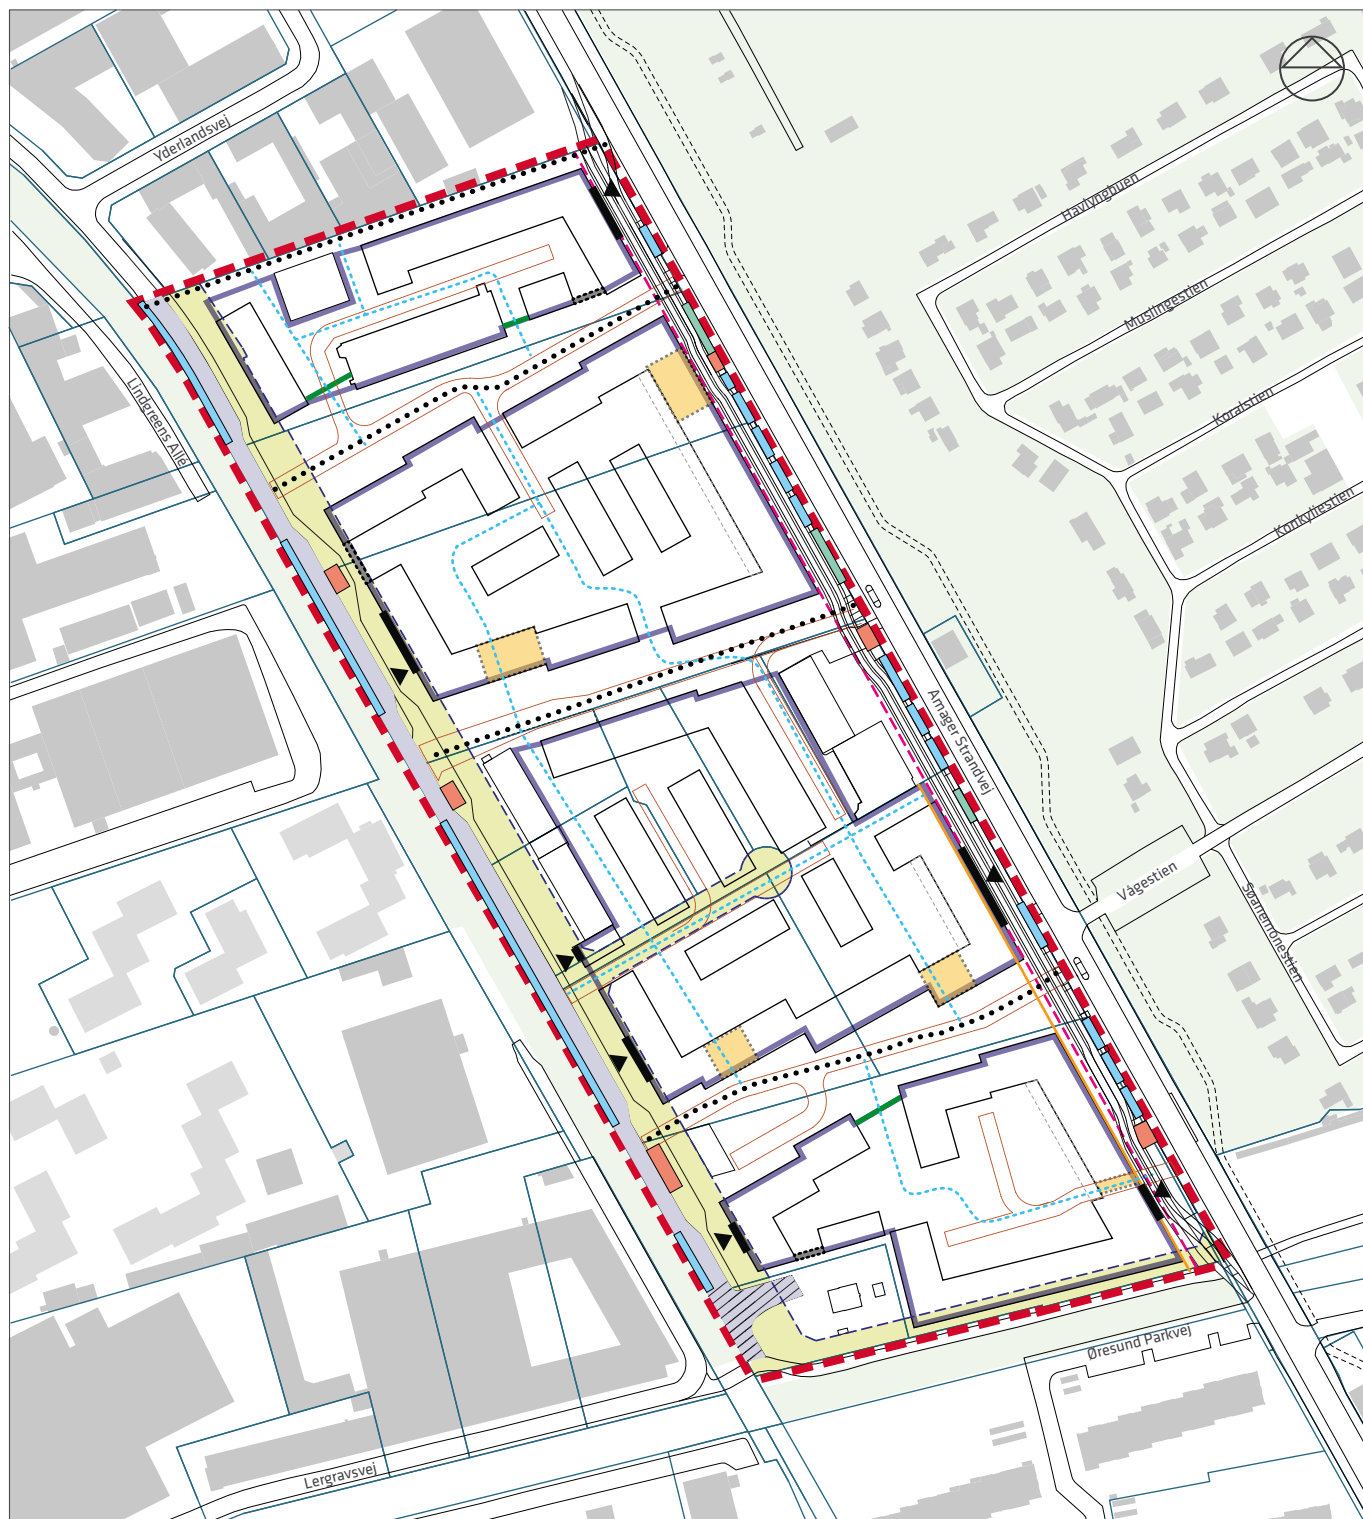 Yderlandsvej
Havlyngbuen
Muslingestien
Lindgreens Allé
Koralstien
Konkyliestien
Amager Strandvej
Vågestien
Søanemonestien
Øresund Parkvej
Lergravsvej